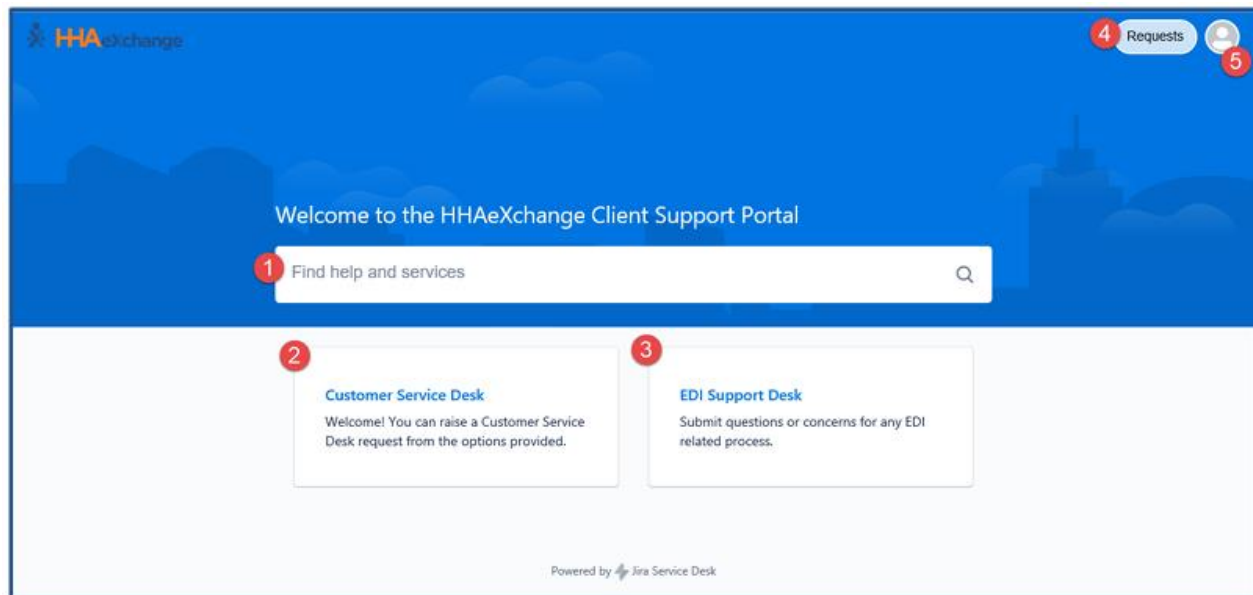 HHAeXchange
4 Requests
5
Welcome to the HHAeXchange Client Support Portal
1 Find help and services
2
3
Customer Service Desk
Welcome! You can raise a Customer Service
Desk request from the options provided.
EDI Support Desk
Submit questions or concerns for any EDI
related process.
Powered by Jira Service Desk